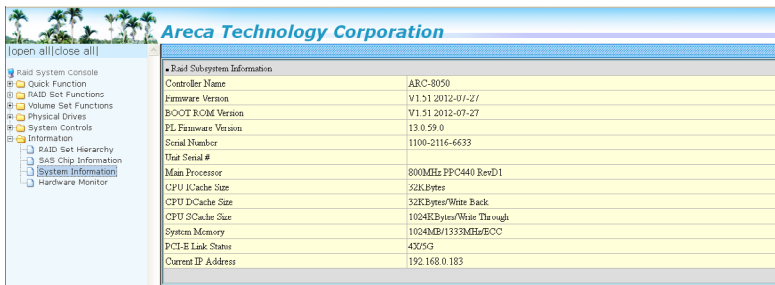 Areca Technology Corporation
|open all|close all|
Raid System Console
Quick Function
RAID Set Functions
Volume Set Functions
Physical Drives
System Controls
Information
RAID Set Hierarchy
SAS Chip Information
System Information
Hardware Monitor
▪ Raid Subsystem Information
Controller Name ARC-8050
Firmware Version V1.51 2012-07-27
BOOT ROM Version V1.51 2012-07-27
PL Firmware Version 13.0.59.0
Serial Number 1100-2116-6633
Unit Serial #
Main Processor 800MHz PPC440 RevD1
CPU ICache Size 32KBytes
CPU DCache Size 32KBytes/Write Back
CPU SCache Size 1024KBytes/Write Through
System Memory 1024MB/1333MHz/ECC
PCI-E Link Status 4X/5G
Current IP Address 192.168.0.183